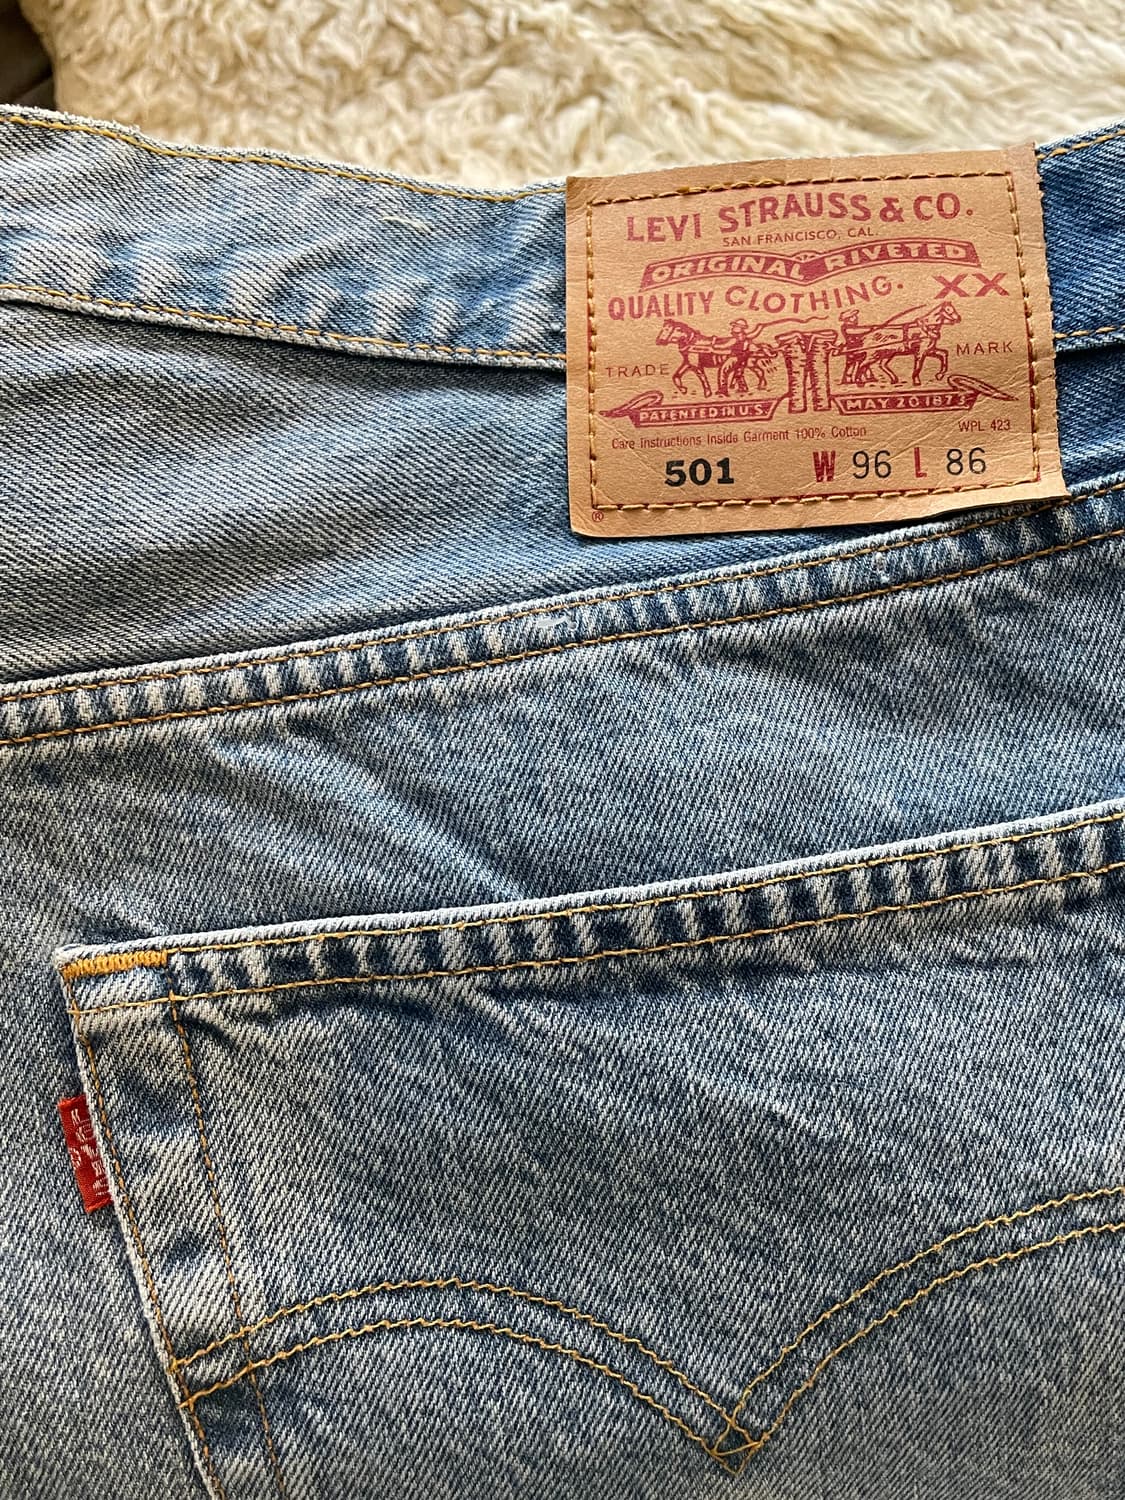 LEVI STRAUSS & CO.
SAN FRANCISCO, CAL.
ORIGINAL RIVETED
QUALITY CLOTHING. XX
TRADE MARK
PATENTED IN U.S. MAY 20 1873
Care Instructions Inside Garment 100% Cotton WPL 423
501 W 96 L 86
®
LEVI'S